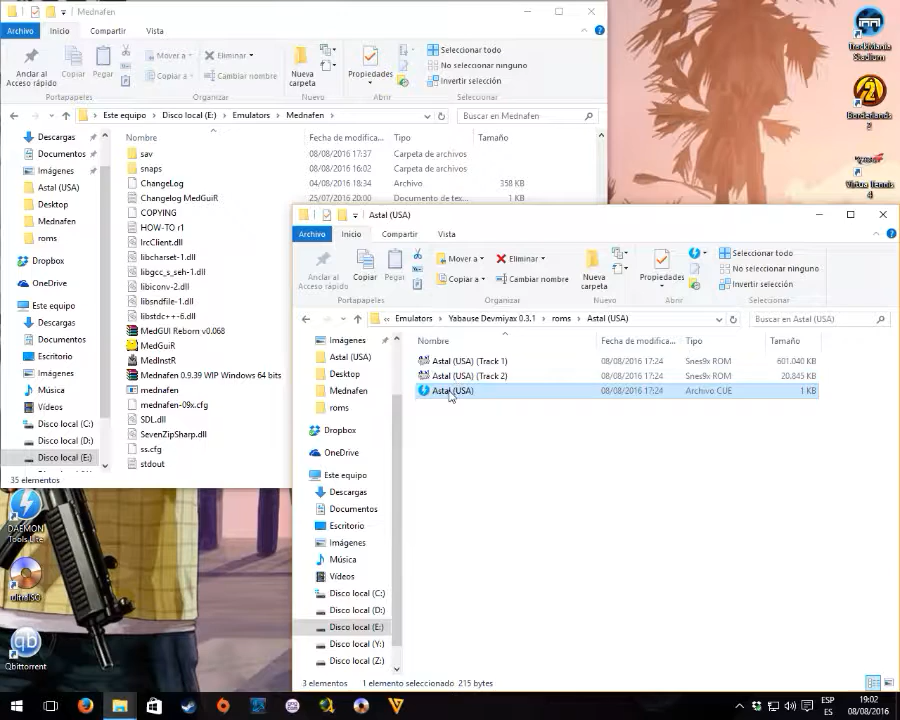 Mednafen
Archivo Inicio Compartir Vista
Anclar al Acceso rápido
Copiar
Pegar
Mover a
Copiar a
Eliminar
Cambiar nombre
Nueva carpeta
Propiedades
Seleccionar todo
No seleccionar ninguno
Invertir selección
Portapapeles Organizar Nuevo Abrir Seleccionar
Este equipo > Disco local (E:) > Emulators > Mednafen >
Buscar en Mednafen
Descargas
Documentos
Imágenes
Astal (USA)
Desktop
Mednafen
roms
Dropbox
OneDrive
Este equipo
Descargas
Documentos
Escritorio
Imágenes
Música
Vídeos
Disco local (C:)
Disco local (D:)
Disco local (E:)
Nombre Fecha de modifica... Tipo Tamaño
sav 08/08/2016 17:37 Carpeta de archivos
snaps 08/08/2016 16:02 Carpeta de archivos
ChangeLog 04/08/2016 18:34 Archivo 358 KB
Changelog MedGuiR 25/07/2016 20:00 Documento de tex... 1 KB
COPYING
HOW-TO r1
IrcClient.dll
libcharset-1.dll
libgcc_s_seh-1.dll
libiconv-2.dll
libsndfile-1.dll
libstdc++-6.dll
MedGUI Reborn v0.068
MedGuiR
MedInstR
Mednafen 0.9.39 WIP Windows 64 bits
mednafen
mednafen-09x.cfg
SDL.dll
SevenZipSharp.dll
ss.cfg
stdout
35 elementos
Astal (USA)
Archivo Inicio Compartir Vista
Anclar al Acceso rápido
Copiar
Pegar
Mover a
Copiar a
Eliminar
Cambiar nombre
Nueva carpeta
Propiedades
Seleccionar todo
No seleccionar ninguno
Invertir selección
Portapapeles Organizar Nuevo Abrir Seleccionar
Emulators > Yabause Devmiyax 0.3.1 > roms > Astal (USA)
Buscar en Astal (USA)
Imágenes
Astal (USA)
Desktop
Mednafen
roms
Dropbox
OneDrive
Este equipo
Descargas
Documentos
Escritorio
Imágenes
Música
Vídeos
Disco local (C:)
Disco local (D:)
Disco local (E:)
Disco local (Y:)
Disco local (Z:)
Nombre Fecha de modifica... Tipo Tamaño
Astal (USA) (Track 1) 08/08/2016 17:24 Snes9x ROM 601.040 KB
Astal (USA) (Track 2) 08/08/2016 17:24 Snes9x ROM 20.845 KB
Astal (USA) 08/08/2016 17:24 Archivo CUE 1 KB
3 elementos 1 elemento seleccionado 215 bytes
TrackMania Stadium
Borderlands 2
Virtua Tennis 4
DAEMON Tools Lite
UltraISO
qb
Qbittorrent
ESP
ES
19:02
08/08/2016